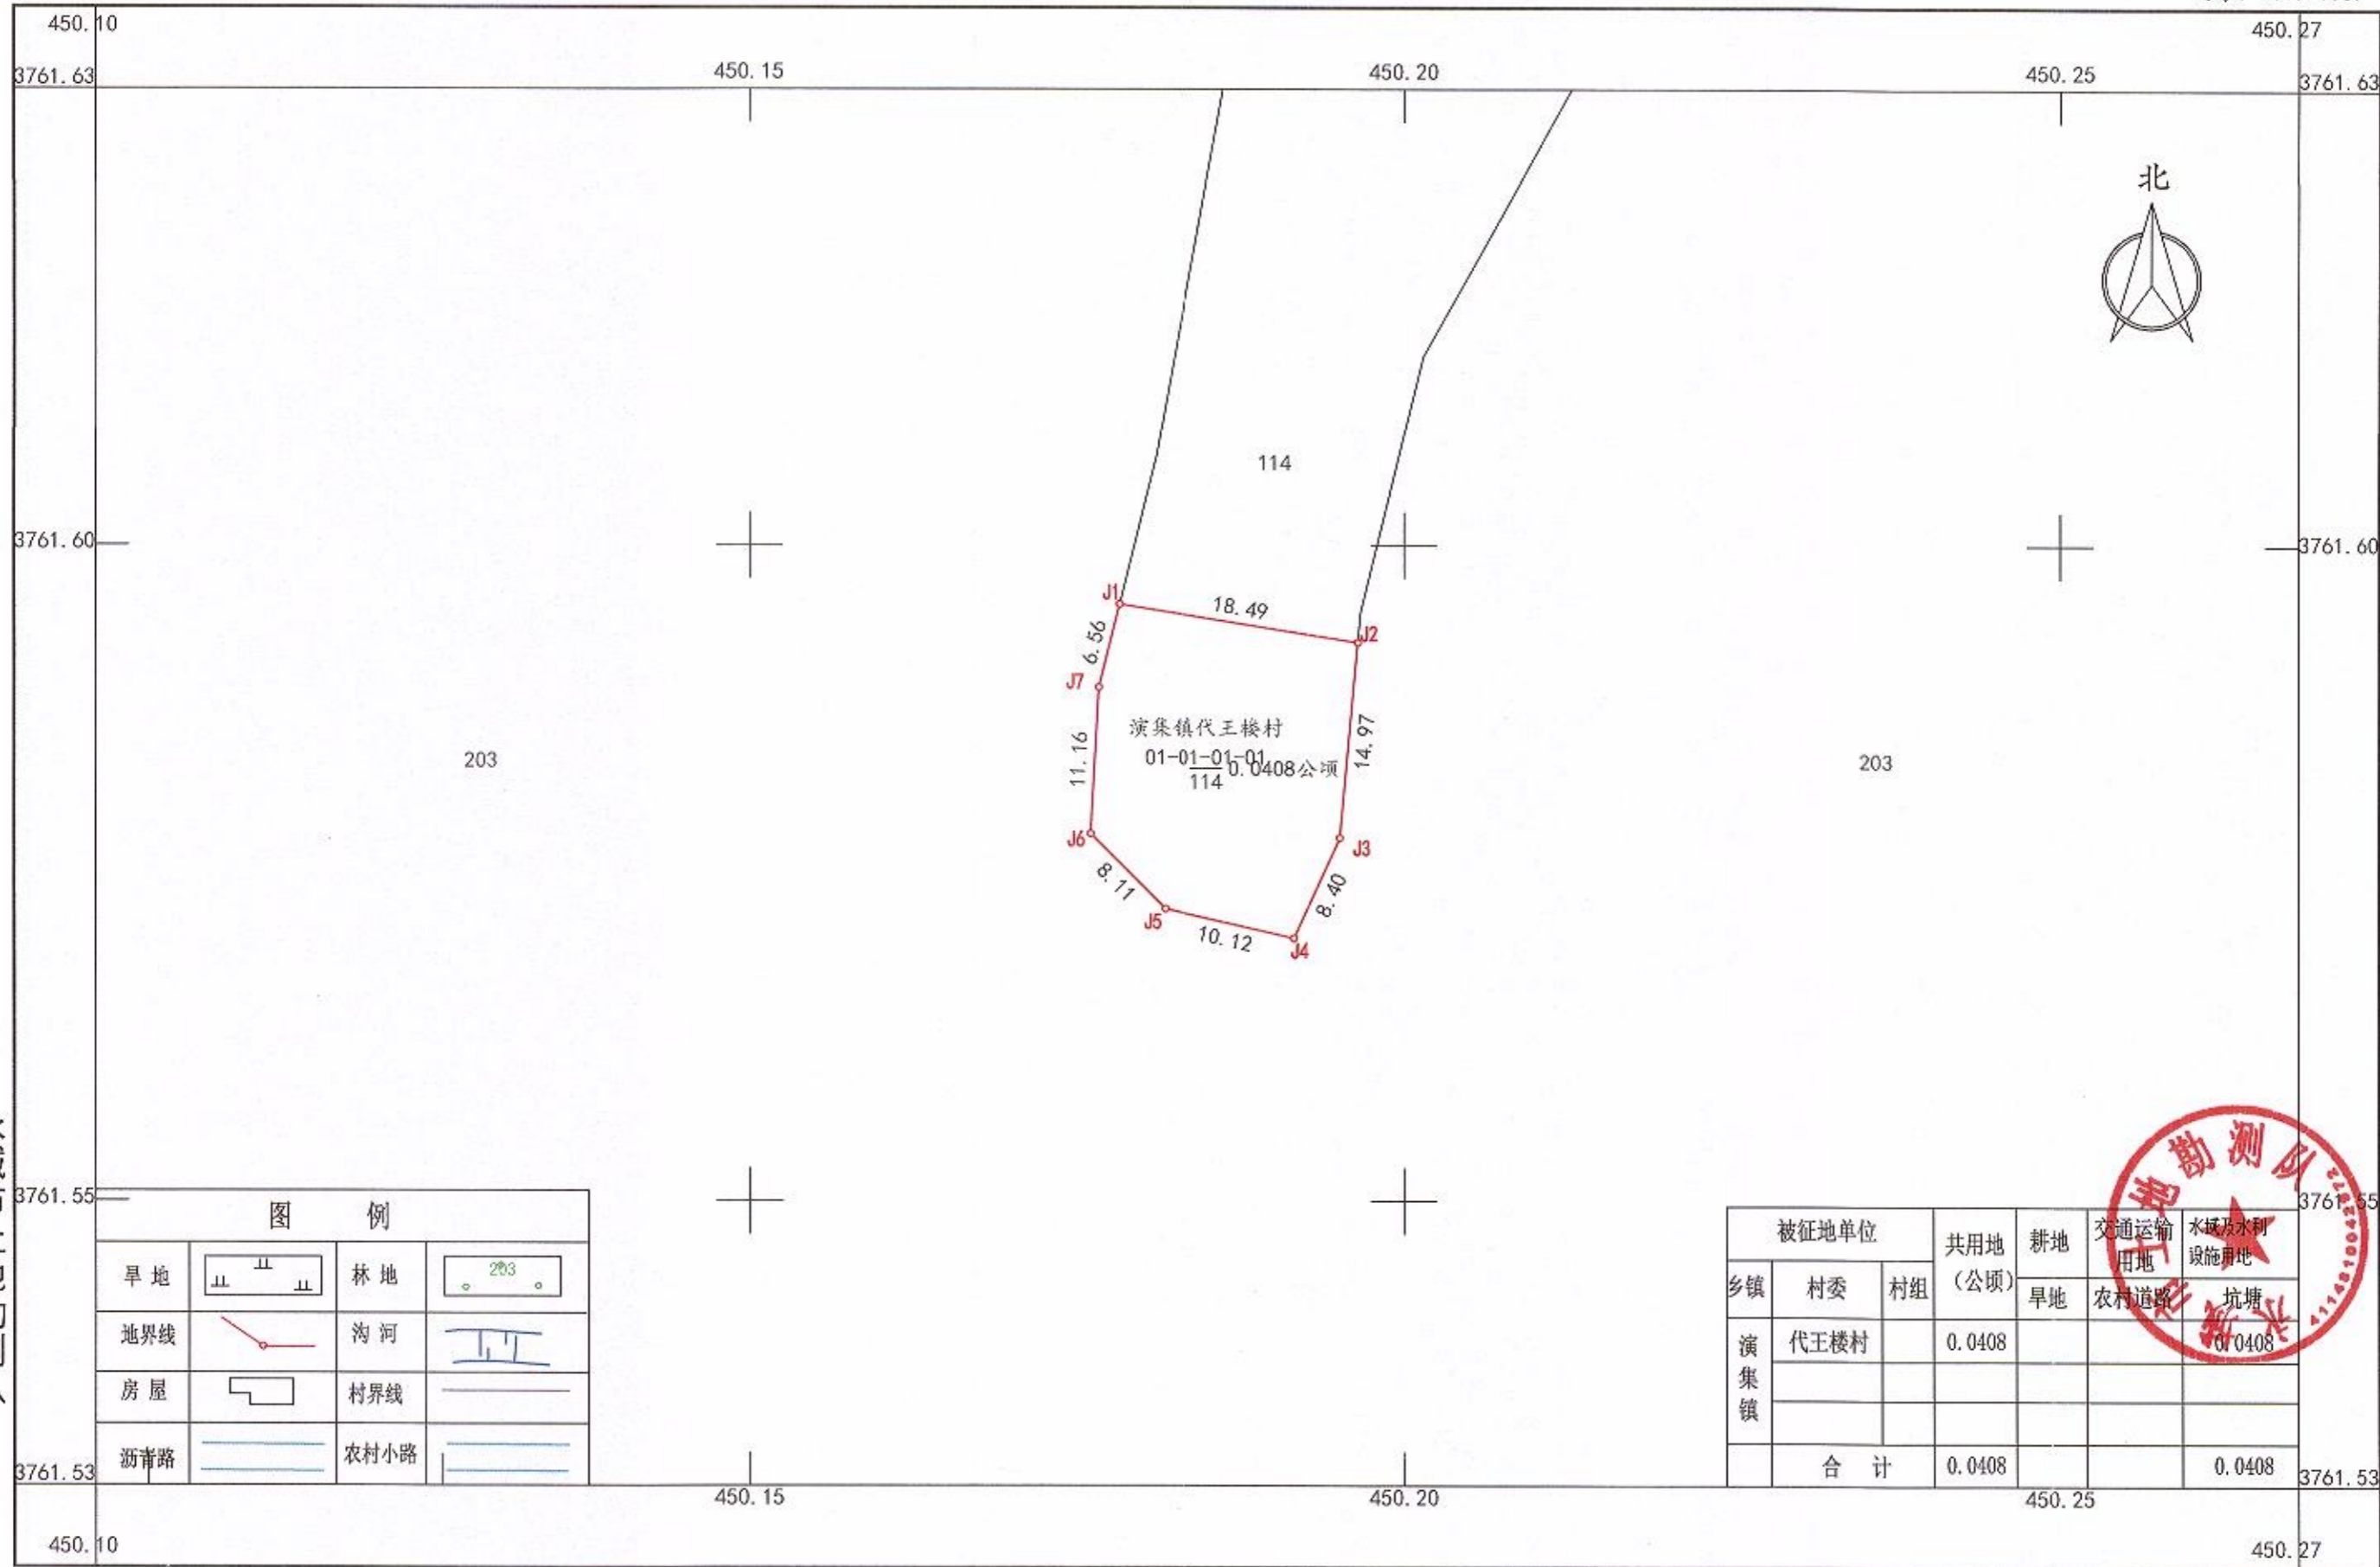 450.10
450.27
3761.63
450.15
450.20
450.25
3761.63
北
114
3761.60
3761.60
J1
18.49
J2
6.56
J7
演集镇代王楼村
01-01-01-01
114
0.0408公顷
14.97
11.16
203
203
J6
J3
8.11
8.40
J5
10.12
J4
3761.55
3761.55
图 例
旱地
林地
203
地界线
沟河
房屋
村界线
沥青路
农村小路
被征地单位
共用地
(公顷)
耕地
交通运输
用地
水域及水利
设施用地
乡镇
村委
村组
旱地
农村道路
坑塘
演集镇
代王楼村
0.0408
0.0408
合 计
0.0408
0.0408
土地勘测队
3761.53
3761.53
450.15
450.20
450.25
450.10
450.27